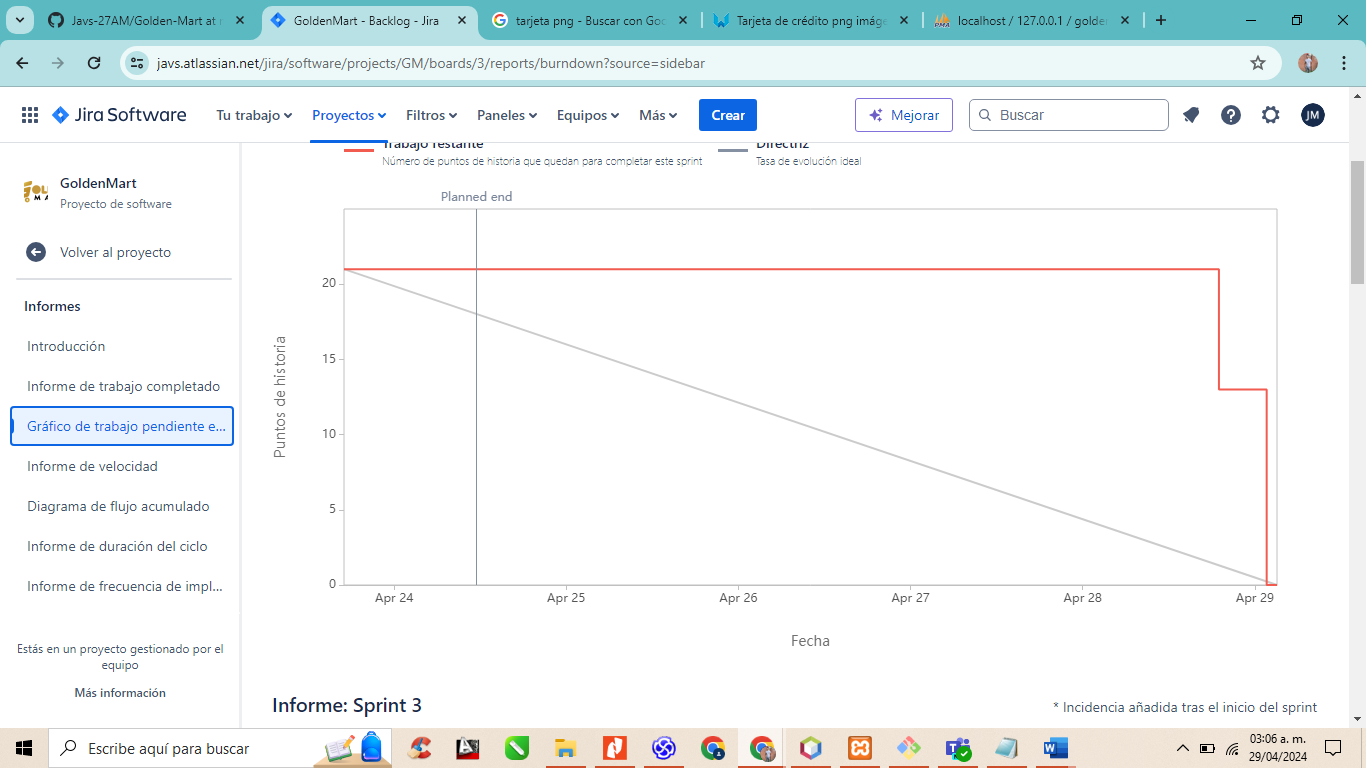 Javs-27AM/Golden-Mart at r
GoldenMart - Backlog - Jira
tarjeta png - Buscar con Goo
Tarjeta de crédito png imáge
localhost / 127.0.0.1 / golde
javs.atlassian.net/jira/software/projects/GM/boards/3/reports/burndown?source=sidebar
Jira Software
Tu trabajo
Proyectos
Filtros
Paneles
Equipos
Más
Crear
Mejorar
Buscar
JM
GoldenMart
Proyecto de software
Volver al proyecto
Informes
Introducción
Informe de trabajo completado
Gráfico de trabajo pendiente e...
Informe de velocidad
Diagrama de flujo acumulado
Informe de duración del ciclo
Informe de frecuencia de impl...
Estás en un proyecto gestionado por el
equipo
Más información
Trabajo restante
Número de puntos de historia que quedan para completar este sprint
Directriz
Tasa de evolución ideal
Planned end
Puntos de historia
20
15
10
5
0
Apr 24
Apr 25
Apr 26
Apr 27
Apr 28
Apr 29
Fecha
Informe: Sprint 3
* Incidencia añadida tras el inicio del sprint
Escribe aquí para buscar
03:06 a. m.
29/04/2024